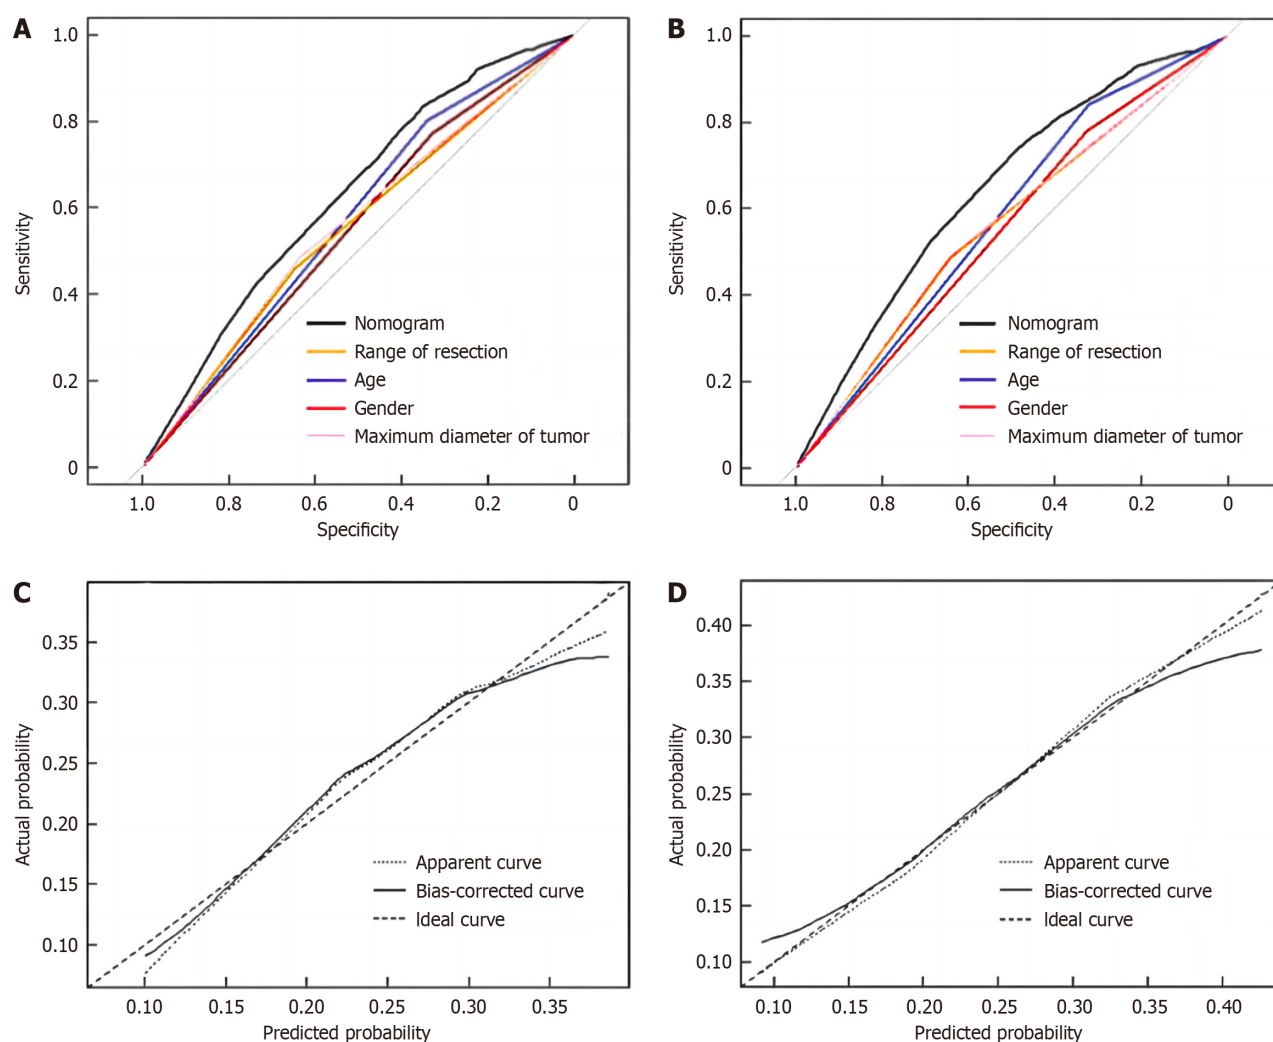 A
1.0
0.8
0.6
0.4
0.2
0
Sensitivity
Nomogram
Range of resection
Age
Gender
Maximum diameter of tumor
1.0 0.8 0.6 0.4 0.2 0
Specificity
B
1.0
0.8
0.6
0.4
0.2
0
Sensitivity
Nomogram
Range of resection
Age
Gender
Maximum diameter of tumor
1.0 0.8 0.6 0.4 0.2 0
Specificity
C
0.35
0.30
0.25
0.20
0.15
0.10
Actual probability
Apparent curve
Bias-corrected curve
Ideal curve
0.10 0.15 0.20 0.25 0.30 0.35
Predicted probability
D
0.40
0.35
0.30
0.25
0.20
0.15
0.10
Actual probability
Apparent curve
Bias-corrected curve
Ideal curve
0.10 0.15 0.20 0.25 0.30 0.35 0.40
Predicted probability